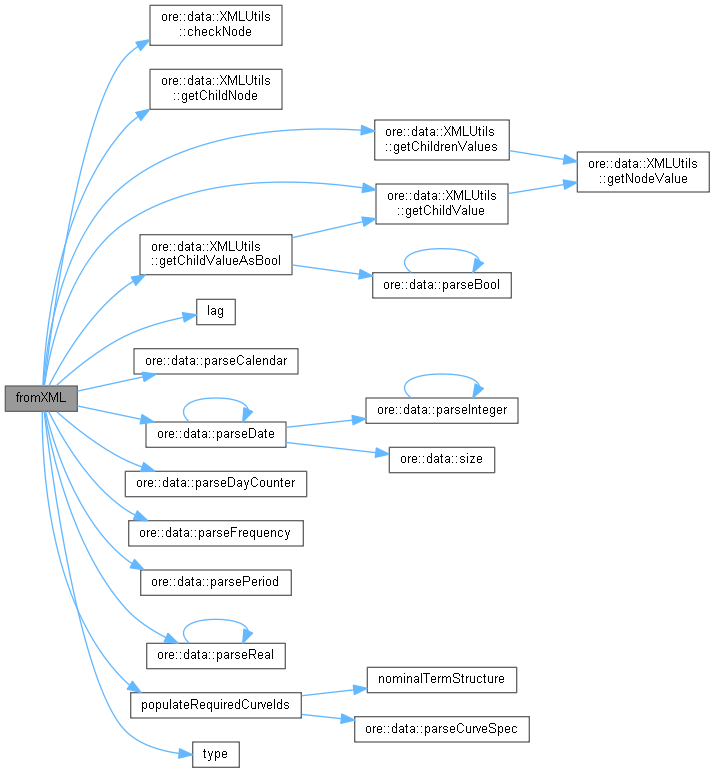 ore::data::XMLUtils
::checkNode
ore::data::XMLUtils
::getChildNode
ore::data::XMLUtils
::getChildrenValues
ore::data::XMLUtils
::getNodeValue
ore::data::XMLUtils
::getChildValue
ore::data::XMLUtils
::getChildValueAsBool
ore::data::parseBool
lag
ore::data::parseCalendar
fromXML
ore::data::parseInteger
ore::data::parseDate
ore::data::size
ore::data::parseDayCounter
ore::data::parseFrequency
ore::data::parsePeriod
ore::data::parseReal
nominalTermStructure
populateRequiredCurveIds
ore::data::parseCurveSpec
type